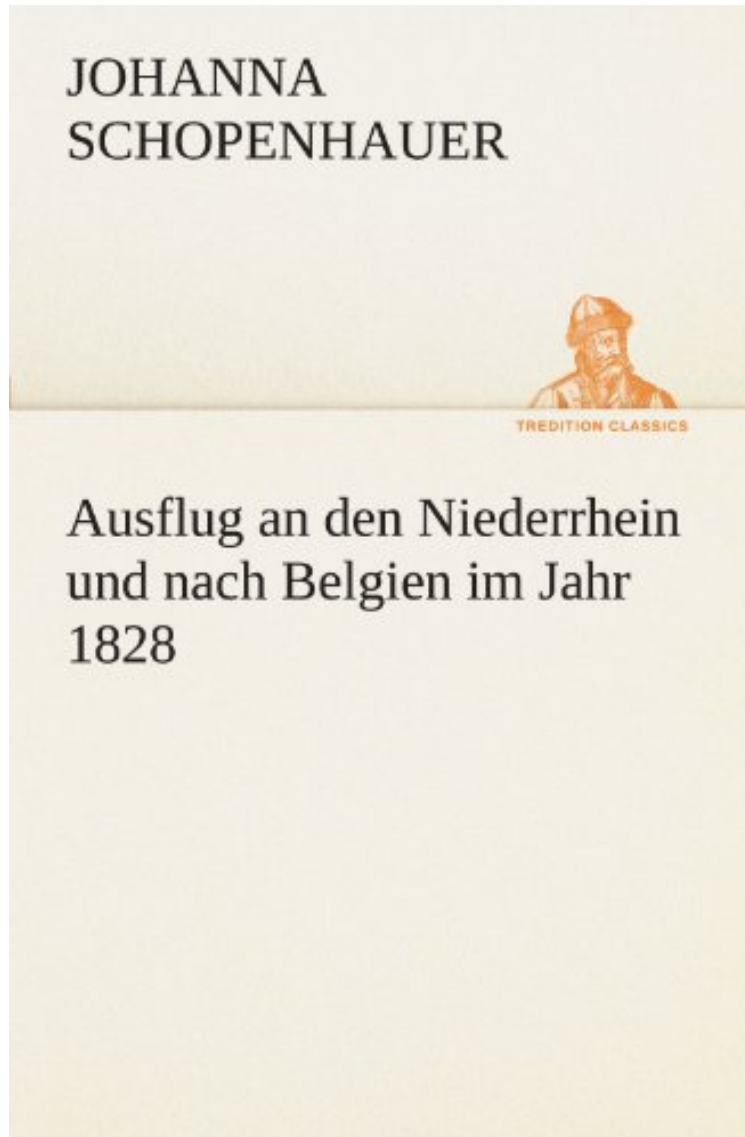 JOHANNA
SCHOPENHAUER
TREDITION CLASSICS
Ausflug an den Niederrhein
und nach Belgien im Jahr
1828